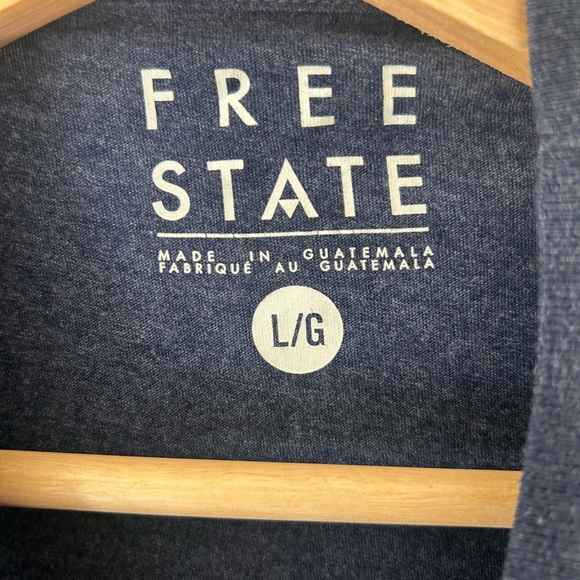 FREE
STATE
MADE IN GUATEMALA
FABRIQUÉ AU GUATEMALA
L/G